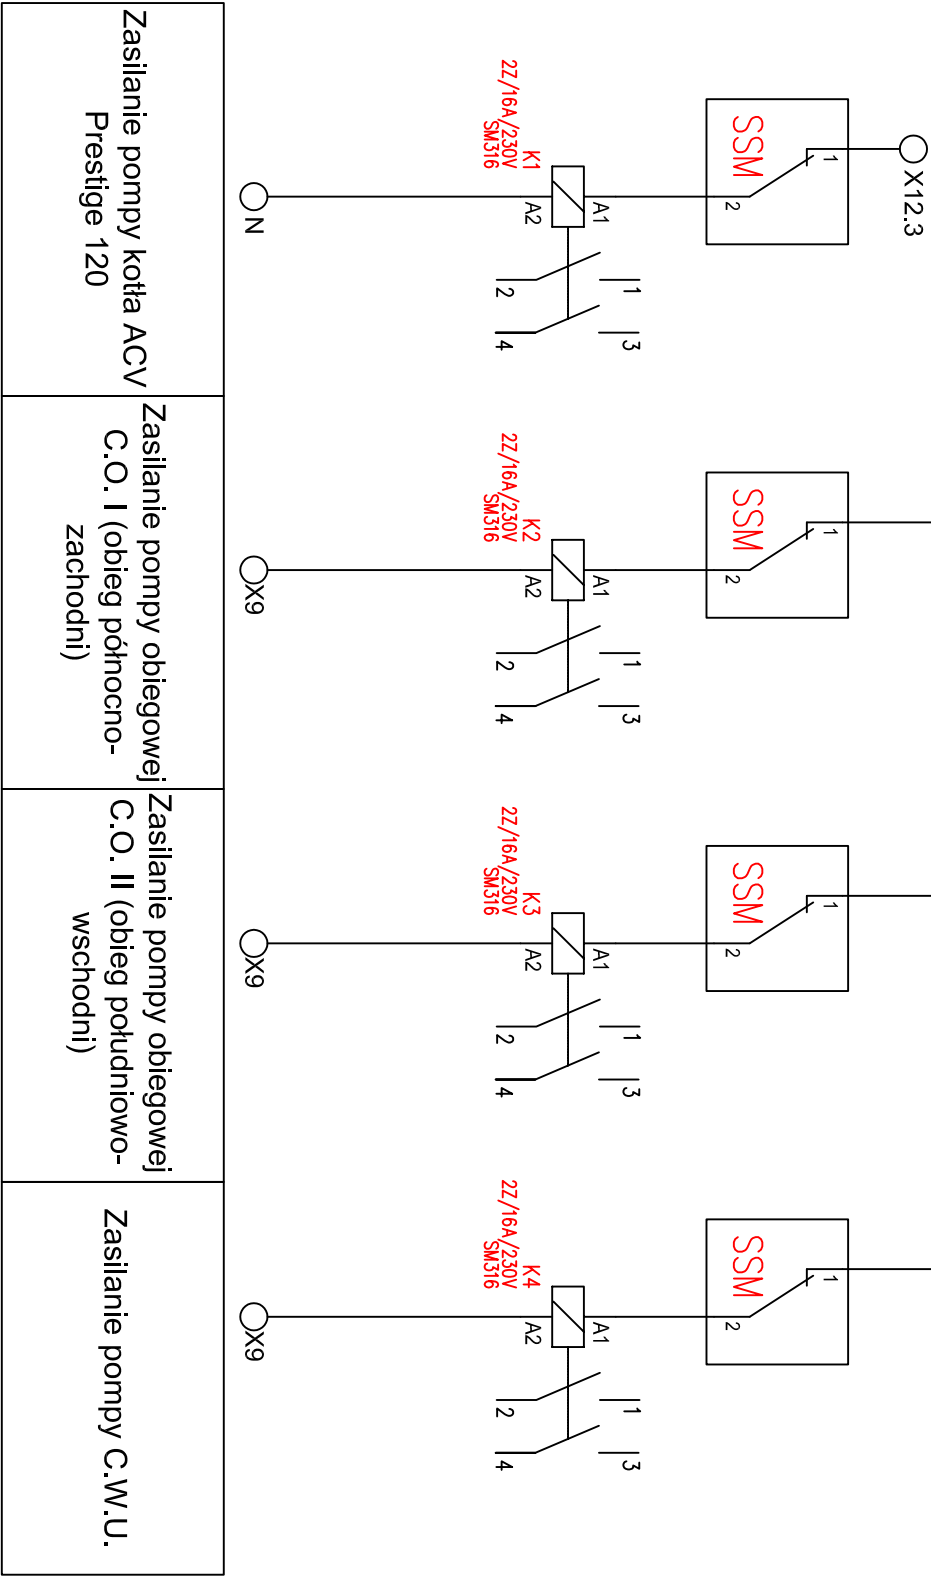 X12.3
SSM
1
2
K1
2Z/16A/230V
SM316
A1
A2
1
2
3
4
N
Zasilanie pompy kotła ACV
Prestige 120
SSM
1
2
K2
2Z/16A/230V
SM316
A1
A2
1
2
3
4
X9
Zasilanie pompy obiegowej
C.O. I (obieg północno-
zachodni)
SSM
1
2
K3
2Z/16A/230V
SM316
A1
A2
1
2
3
4
X9
Zasilanie pompy obiegowej
C.O. II (obieg południowo-
wschodni)
SSM
1
2
K4
2Z/16A/230V
SM316
A1
A2
1
2
3
4
X9
Zasilanie pompy C.W.U.